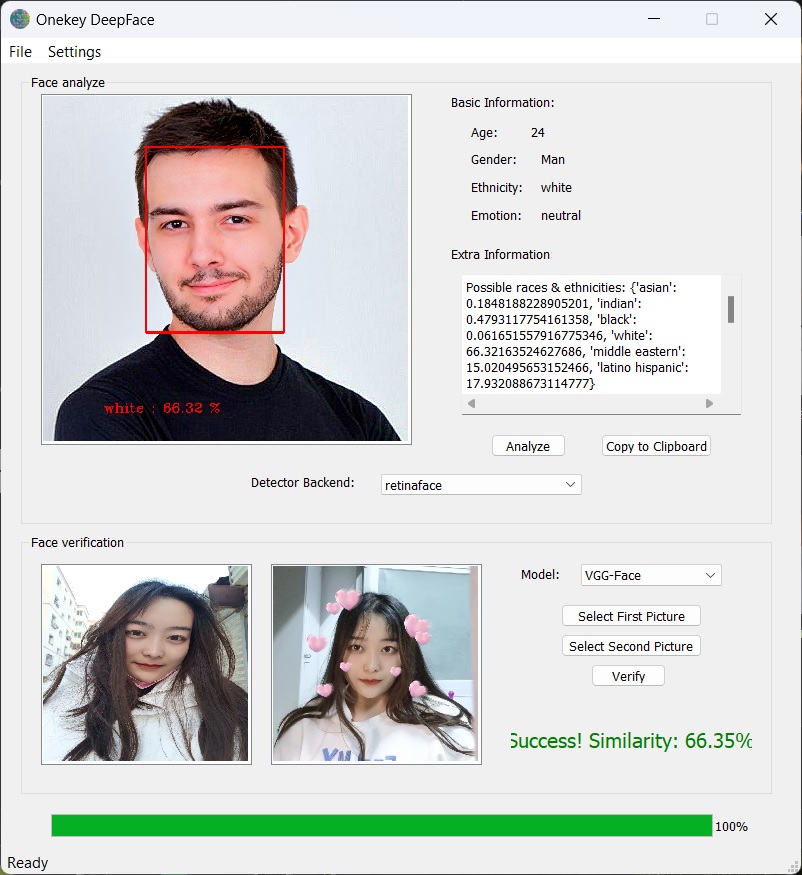 Onekey DeepFace
File Settings
Face analyze
white : 66.32 %
Basic Information:
Age: 24
Gender: Man
Ethnicity: white
Emotion: neutral
Extra Information
Possible races & ethnicities: {'asian':
0.1848188228905201, 'indian':
0.4793117754161358, 'black':
0.061651557916775346, 'white':
66.32163524627686, 'middle eastern':
15.020495653152466, 'latino hispanic':
17.932088673114777}
Analyze Copy to Clipboard
Detector Backend: retinaface
Face verification
Model: VGG-Face
Select First Picture
Select Second Picture
Verify
Success! Similarity: 66.35%
100%
Ready